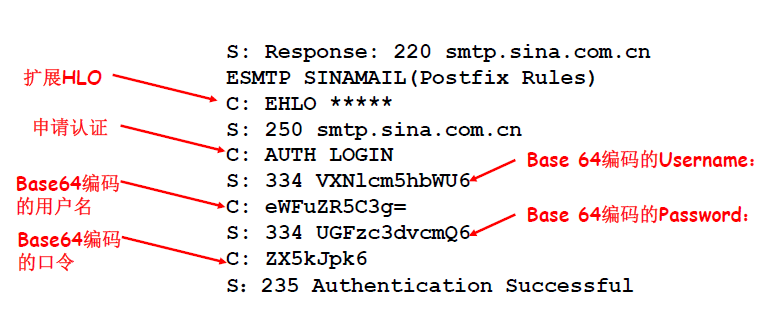 S: Response: 220 smtp.sina.com.cn
ESMTP SINAMAIL(Postfix Rules)
扩展HLO
C: EHLO *****
申请认证
S: 250 smtp.sina.com.cn
C: AUTH LOGIN
Base 64编码的Username:
S: 334 VXNlcm5hbWU6
Base64编码
的用户名
C: eWFuZR5C3g=
Base 64编码的Password:
S: 334 UGFzc3dvcmQ6
Base64编码
的口令
C: ZX5kJpk6
S: 235 Authentication Successful